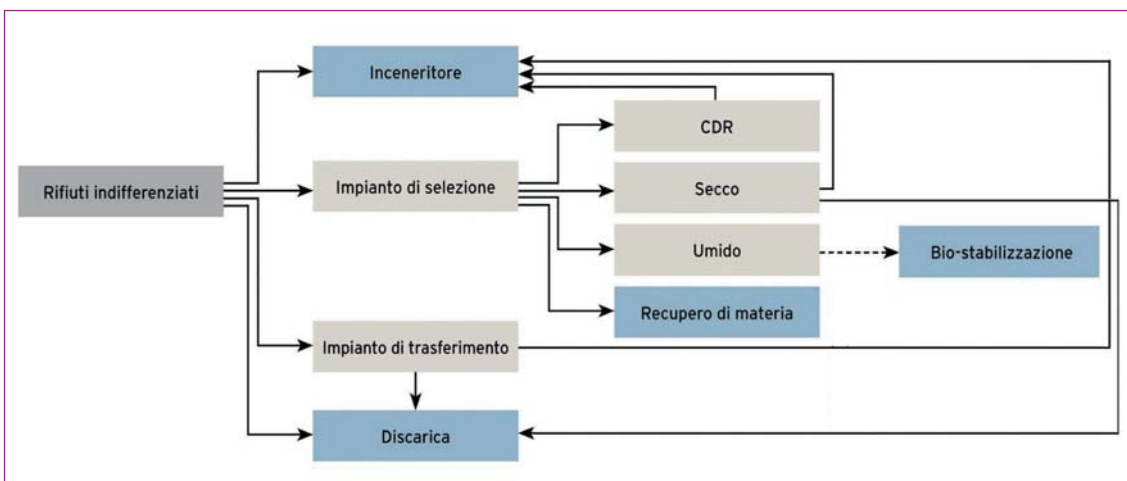 Inceneritore
CDR
Rifiuti indifferenziati
Impianto di selezione
Secco
Umido
Bio-stabilizzazione
Recupero di materia
Impianto di trasferimento
Discarica